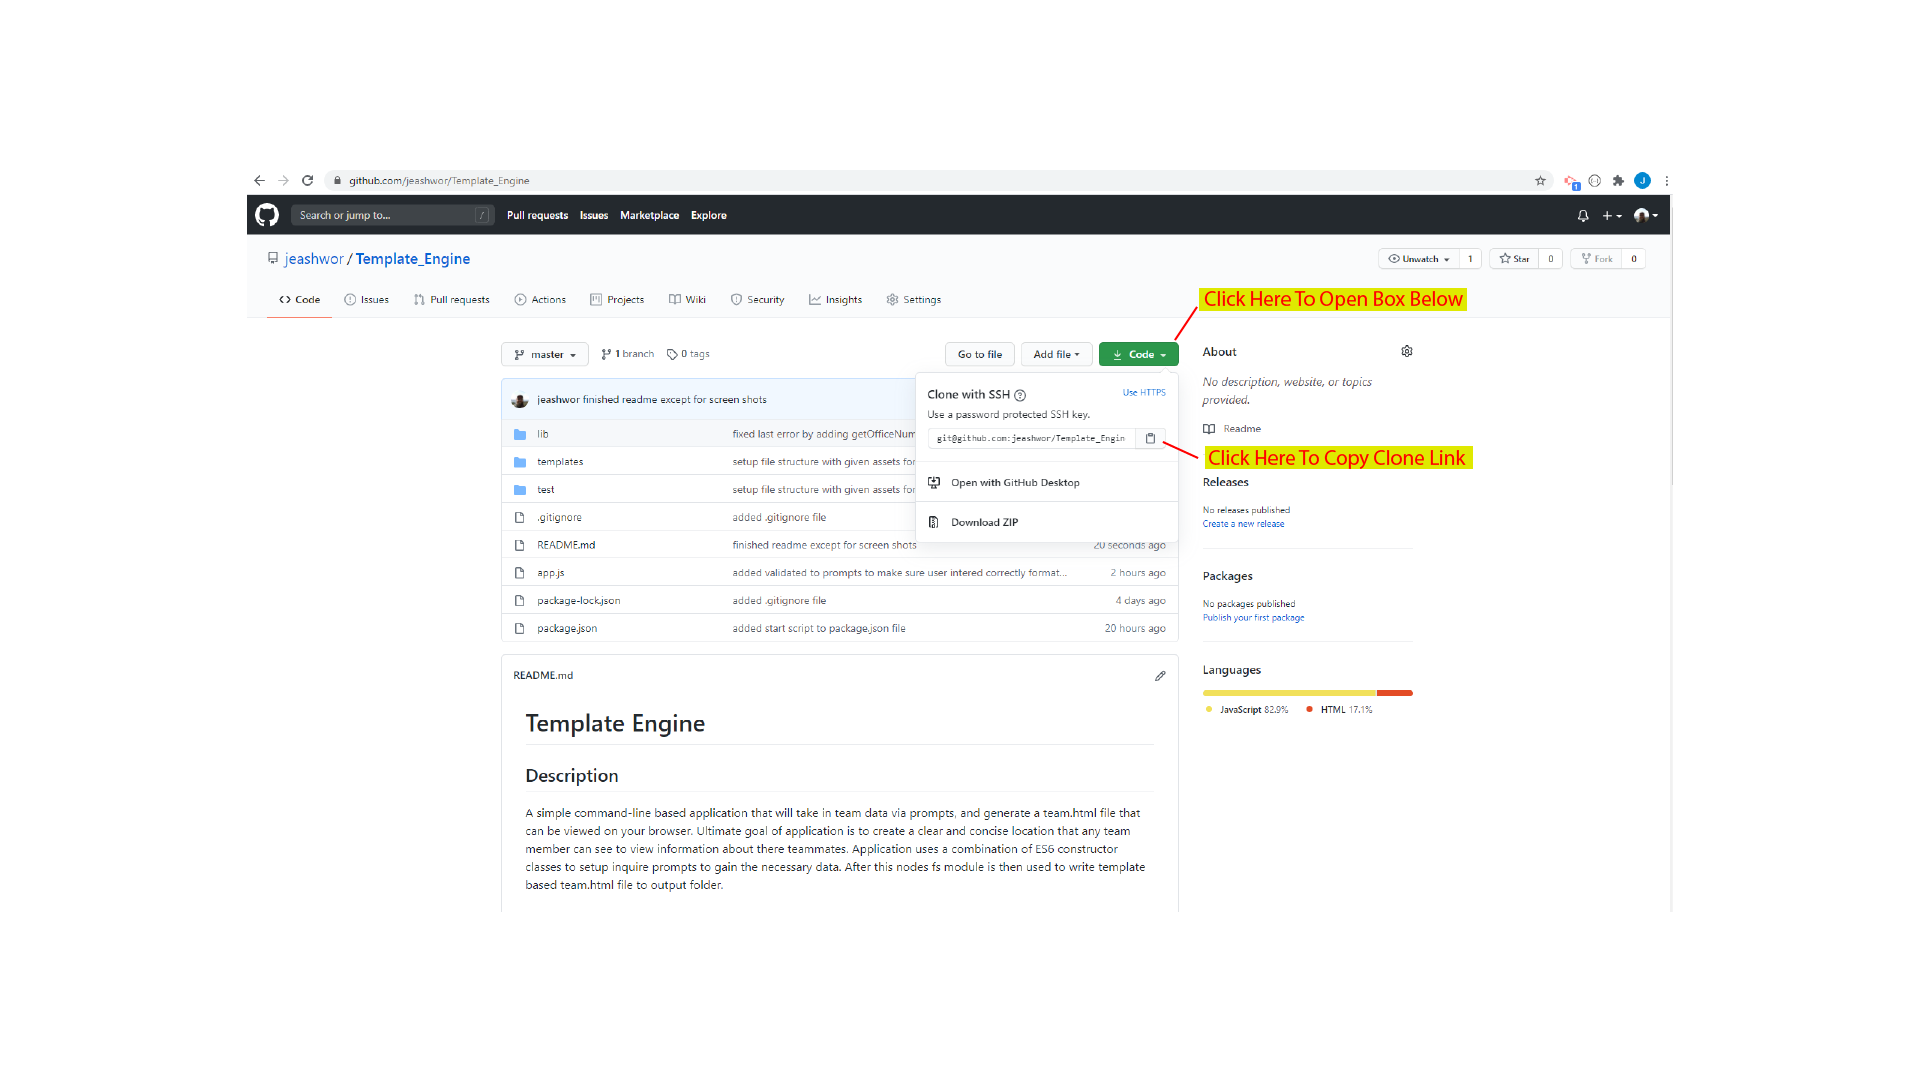 github.com/jeashwor/Template_Engine
1
J
Search or jump to...
/
Pull requests
Issues
Marketplace
Explore
jeashwor / Template_Engine
Unwatch
1
Star
0
Fork
0
Code
Issues
Pull requests
Actions
Projects
Wiki
Security
Insights
Settings
Click Here To Open Box Below
master
1 branch
0 tags
Go to file
Add file
Code
About
No description, website, or topics
provided.
Readme
Clone with SSH
Use HTTPS
Use a password protected SSH key.
git@github.com:jeashwor/Template_Engin
Click Here To Copy Clone Link
Open with GitHub Desktop
Download ZIP
jeashwor finished readme except for screen shots
lib
fixed last error by adding getOfficeNum
templates
setup file structure with given assets for
test
setup file structure with given assets for
.gitignore
added .gitignore file
README.md
finished readme except for screen shots
20 seconds ago
app.js
added validated to prompts to make sure user intered correctly format...
2 hours ago
package-lock.json
added .gitignore file
4 days ago
package.json
added start script to package.json file
20 hours ago
Releases
No releases published
Create a new release
Packages
No packages published
Publish your first package
Languages
JavaScript 82.9%
HTML 17.1%
README.md
Template Engine
Description
A simple command-line based application that will take in team data via prompts, and generate a team.html file that
can be viewed on your browser. Ultimate goal of application is to create a clear and concise location that any team
member can see to view information about there teammates. Application uses a combination of ES6 constructor
classes to setup inquire prompts to gain the necessary data. After this nodes fs module is then used to write template
based team.html file to output folder.